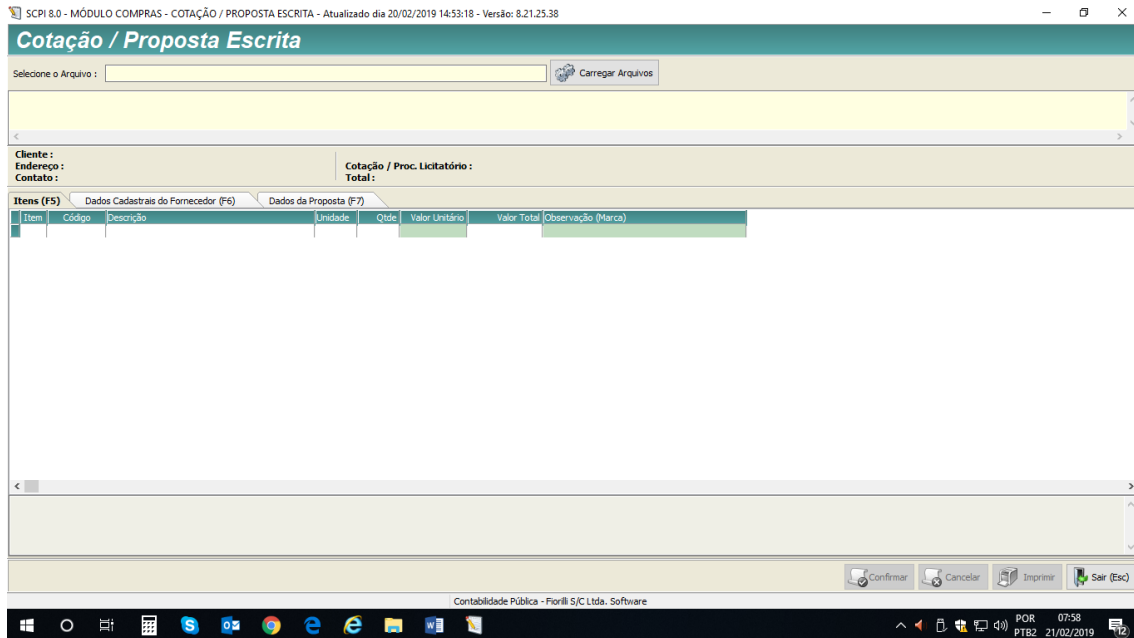 SCPI 8.0 - MÓDULO COMPRAS - COTAÇÃO / PROPOSTA ESCRITA - Atualizado dia 20/02/2019 14:53:18 - Versão: 8.21.25.38
Cotação / Proposta Escrita
Selecione o Arquivo :
Carregar Arquivos
Cliente :
Endereço :
Cotação / Proc. Licitatório :
Contato :
Total :
Itens (F5) Dados Cadastrais do Fornecedor (F6) Dados da Proposta (F7)
Item Código Descrição Unidade Qtde Valor Unitário Valor Total Observação (Marca)
Confirmar Cancelar Imprimir Sair (Esc)
Contabilidade Pública - Fiorilli S/C Ltda. Software
POR 07:58
PTB2 21/02/2019
12